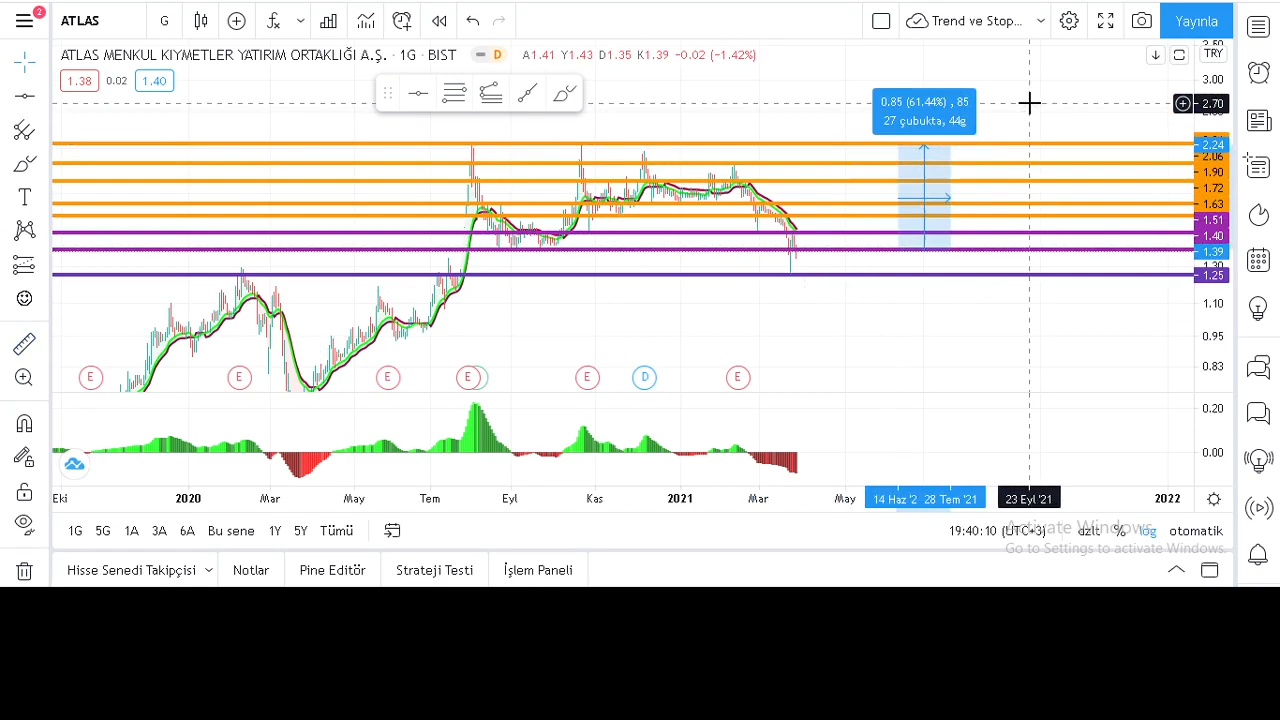 2
ATLAS
G
Trend ve Stop...
Yayınla
ATLAS MENKUL KIYMETLER YATIRIM ORTAKLIĞI A.Ş. · 1G · BIST
D
A1.41 Y1.43 D1.35 K1.39 -0.02 (-1.42%)
TRY
1.38
0.02
1.40
3.00
0.85 (61.44%) , 85
27 çubukta, 44g
2.70
2.24
2.06
1.90
1.72
1.63
1.51
1.40
1.39
1.30
1.25
1.10
0.95
0.83
E
E
E
E
E
D
E
0.20
0.00
Eki
2020
Mar
May
Tem
Eyl
Kas
2021
Mar
May
14 Haz '2
28 Tem '21
23 Eyl '21
2022
1G
5G
1A
3A
6A
Bu sene
1Y
5Y
Tümü
19:40:10 (UTC+3)
%
log
otomatik
Activate Windows
Go to Settings to activate Windows.
Hisse Senedi Takipçisi
Notlar
Pine Editör
Strateji Testi
İşlem Paneli